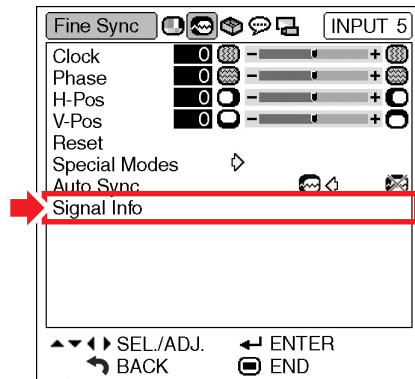 Fine Sync INPUT 5
Clock 0 - +
Phase 0 - +
H-Pos 0 - +
V-Pos 0 - +
Reset
Special Modes
Auto Sync
Signal Info
SEL./ADJ. ENTER
BACK END